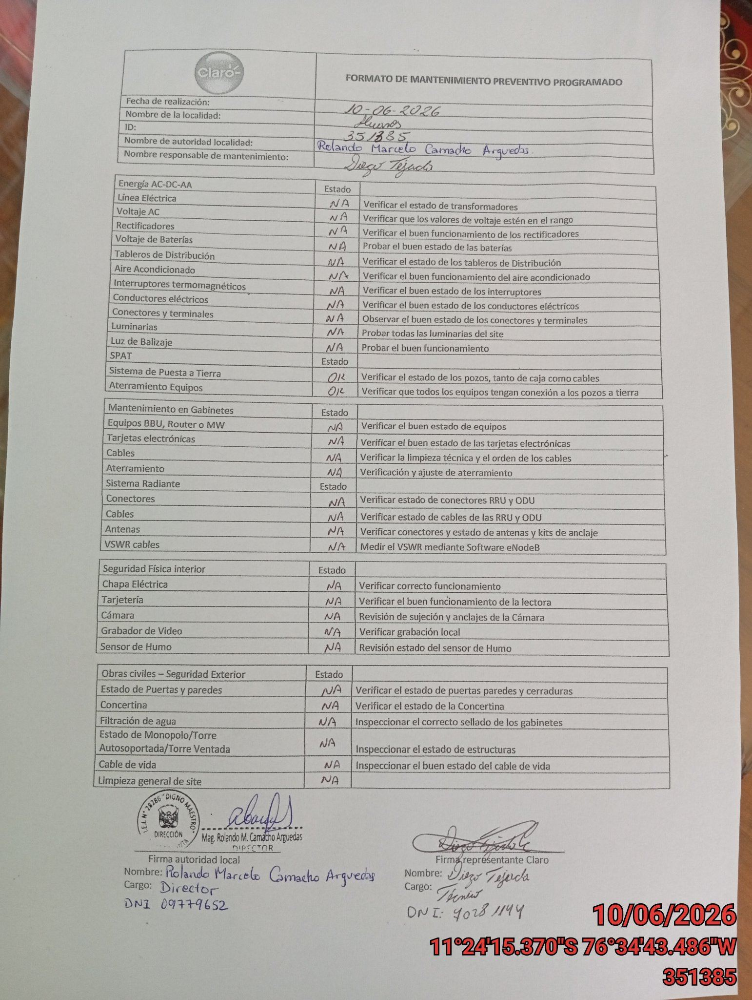 Claro
FORMATO DE MANTENIMIENTO PREVENTIVO PROGRAMADO
Fecha de realización: 10-06-2026
Nombre de la localidad:
ID: 351385
Nombre de autoridad localidad: Rolando Marcelo Camacho Arguedas.
Nombre responsable de mantenimiento: Diego Tejada
Energía AC-DC-AA Estado
Línea Eléctrica NA Verificar el estado de transformadores
Voltaje AC NA Verificar que los valores de voltaje estén en el rango
Rectificadores NA Verificar el buen funcionamiento de los rectificadores
Voltaje de Baterías NA Probar el buen estado de las baterías
Tableros de Distribución NA Verificar el estado de los tableros de Distribución
Aire Acondicionado NA Verificar el buen funcionamiento del aire acondicionado
Interruptores termomagnéticos NA Verificar el buen estado de los interruptores
Conductores eléctricos NA Verificar el buen estado de los conductores eléctricos
Conectores y terminales NA Observar el buen estado de los conectores y terminales
Luminarias NA Probar todas las luminarias del site
Luz de Balizaje NA Probar el buen funcionamiento
SPAT Estado
Sistema de Puesta a Tierra OK Verificar el estado de los pozos, tanto de caja como cables
Aterramiento Equipos OK Verificar que todos los equipos tengan conexión a los pozos a tierra
Mantenimiento en Gabinetes Estado
Equipos BBU, Router o MW NA Verificar el buen estado de equipos
Tarjetas electrónicas NA Verificar el buen estado de las tarjetas electrónicas
Cables NA Verificar la limpieza técnica y el orden de los cables
Aterramiento NA Verificación y ajuste de aterramiento
Sistema Radiante Estado
Conectores NA Verificar estado de conectores RRU y ODU
Cables NA Verificar estado de cables de las RRU y ODU
Antenas NA Verificar conectores y estado de antenas y kits de anclaje
VSWR cables NA Medir el VSWR mediante Software eNodeB
Seguridad Física interior Estado
Chapa Eléctrica NA Verificar correcto funcionamiento
Tarjetería NA Verificar el buen funcionamiento de la lectora
Cámara NA Revisión de sujeción y anclajes de la Cámara
Grabador de Video NA Verificar grabación local
Sensor de Humo NA Revisión estado del sensor de Humo
Obras civiles – Seguridad Exterior Estado
Estado de Puertas y paredes NA Verificar el estado de puertas paredes y cerraduras
Concertina NA Verificar el estado de la Concertina
Filtración de agua NA Inspeccionar el correcto sellado de los gabinetes
Estado de Monopolo/Torre
Autosoportada/Torre Ventada NA Inspeccionar el estado de estructuras
Cable de vida NA Inspeccionar el buen estado del cable de vida
Limpieza general de site NA
I.E.I. N° 28286 "DIGNO MAESTRO"
DIRECCIÓN
Mag. Rolando M. Camacho Arguedas
DIRECTOR
Firma autoridad local
Nombre: Rolando Marcelo Camacho Arguedas
Cargo: Director
DNI 09779652
Firma representante Claro
Nombre: Diego Tejada
Cargo: Técnico
DNI:
10/06/2026
11°24'15.370"S 76°34'43.486"W
351385